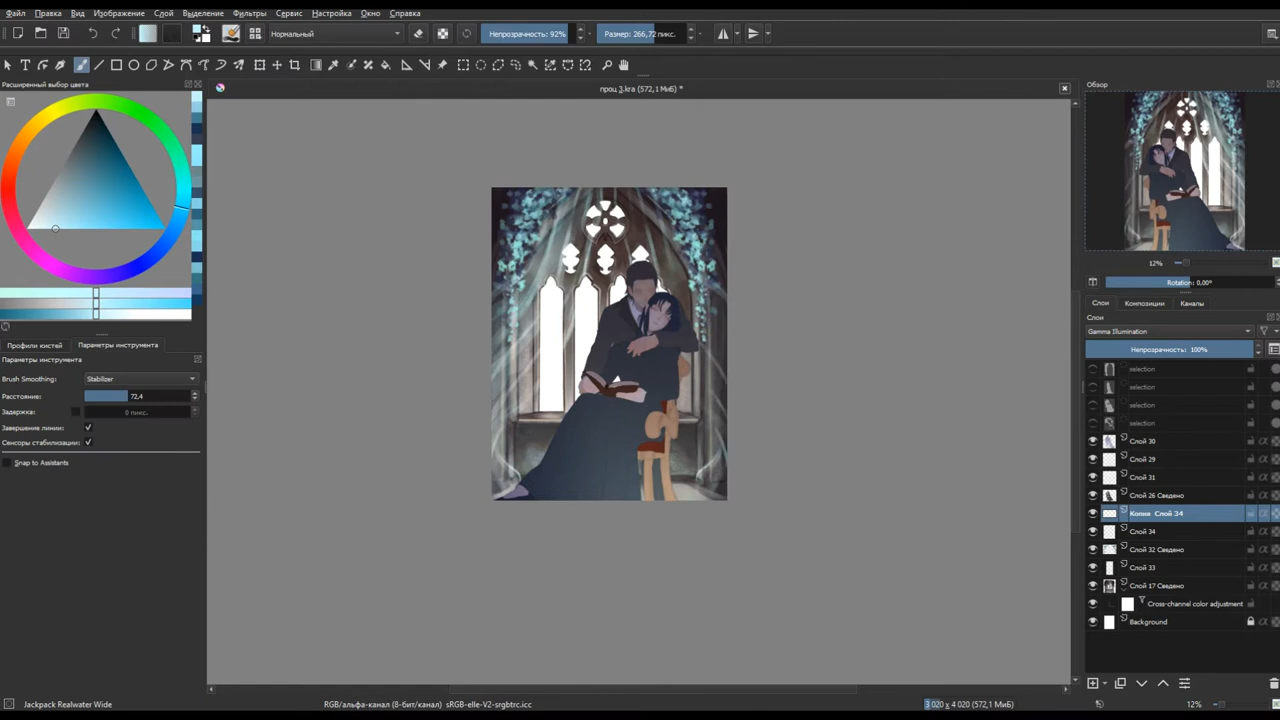 Файл Правка Вид Изображение Слой Выделение Фильтры Сервис Настройка Окно Справка
Нормальный Непрозрачность: 92% Размер: 266,72 пикс.
Расширенный выбор цвета
проц_3.kra (572,1 МиБ) *
Обзор
12%
Rotation: 0,00°
Слои Композиции Каналы
Слои
Gamma Illumination
Непрозрачность: 100%
selection
selection
selection
selection
Слой 30
Слой 29
Слой 31
Слой 26 Сведено
Копия Слой 34
Слой 34
Слой 32 Сведено
Слой 33
Слой 17 Сведено
Cross-channel color adjustment
Background
Профили кистей Параметры инструмента
Параметры инструмента
Brush Smoothing: Stabilizer
Расстояние: 72,4
Задержка: 0 пикс.
Завершение линии:
Сенсоры стабилизации:
Snap to Assistants
Jackpack Realwater Wide RGB/альфа-канал (8-бит/канал) sRGB-elle-V2-srgbtrc.icc 3 020 x 4 020 (572,1 МиБ) 12%